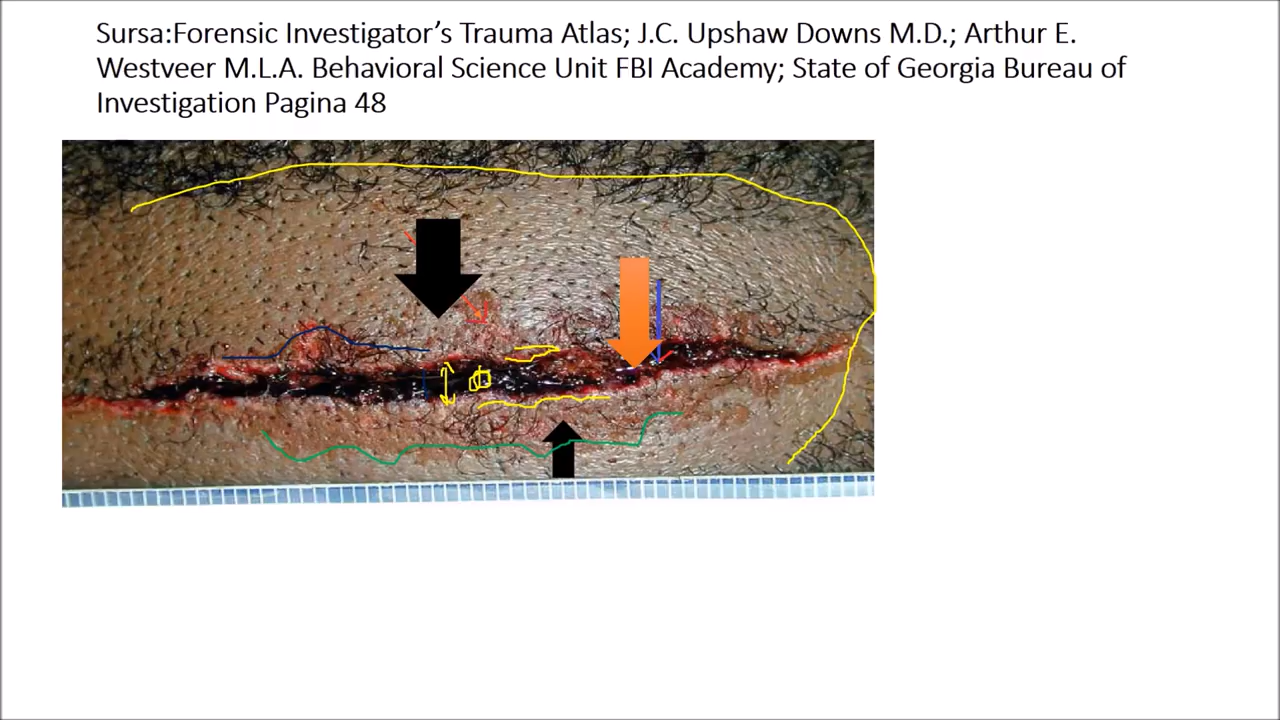 Sursa:Forensic Investigator’s Trauma Atlas; J.C. Upshaw Downs M.D.; Arthur E.
Westveer M.L.A. Behavioral Science Unit FBI Academy; State of Georgia Bureau of
Investigation Pagina 48